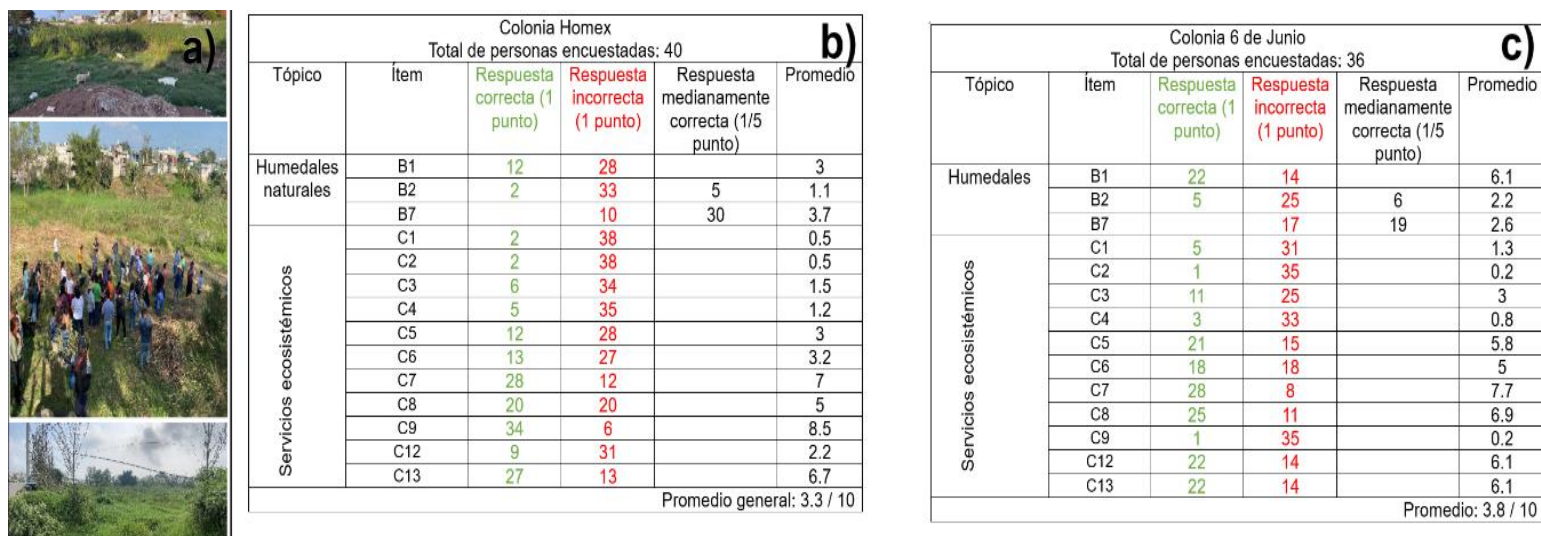 a)
Colonia Homex
Total de personas encuestadas: 40
b)
Tópico Ítem Respuesta correcta (1 punto) Respuesta incorrecta (1 punto) Respuesta medianamente correcta (1/5 punto) Promedio
Humedales naturales B1 12 28 3
B2 2 33 5 1.1
B7 10 30 3.7
Servicios ecosistémicos C1 2 38 0.5
C2 2 38 0.5
C3 6 34 1.5
C4 5 35 1.2
C5 12 28 3
C6 13 27 3.2
C7 28 12 7
C8 20 20 5
C9 34 6 8.5
C12 9 31 2.2
C13 27 13 6.7
Promedio general: 3.3 / 10
Colonia 6 de Junio
Total de personas encuestadas: 36
c)
Tópico Ítem Respuesta correcta (1 punto) Respuesta incorrecta (1 punto) Respuesta medianamente correcta (1/5 punto) Promedio
Humedales B1 22 14 6.1
B2 5 25 6 2.2
B7 17 19 2.6
Servicios ecosistémicos C1 5 31 1.3
C2 1 35 0.2
C3 11 25 3
C4 3 33 0.8
C5 21 15 5.8
C6 18 18 5
C7 28 8 7.7
C8 25 11 6.9
C9 1 35 0.2
C12 22 14 6.1
C13 22 14 6.1
Promedio: 3.8 / 10